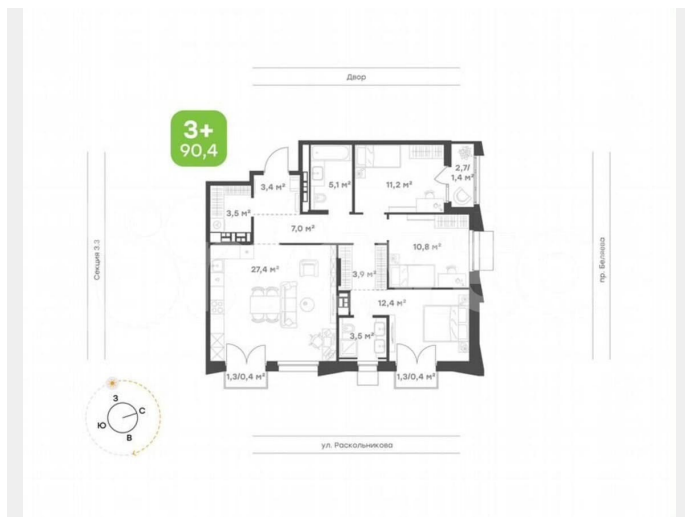 Двор
3+
90,4
3,4 м²
5,1 м²
11,2 м²
2,7/
1,4 м²
3,5 м²
7,0 м²
10,8 м²
27,4 м²
3,9 м²
12,4 м²
3,5 м²
1,3/0,4 м²
1,3/0,4 м²
Секция 3.3
пр. Беляева
З
С
Ю
В
ул. Раскольникова